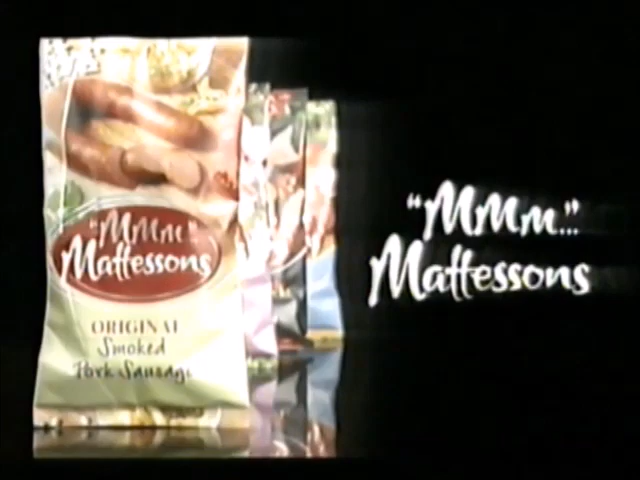 "MMm..."
Mattessons
ORIGINAL
Smoked
Pork Sausage
"MMm..."
Mattessons